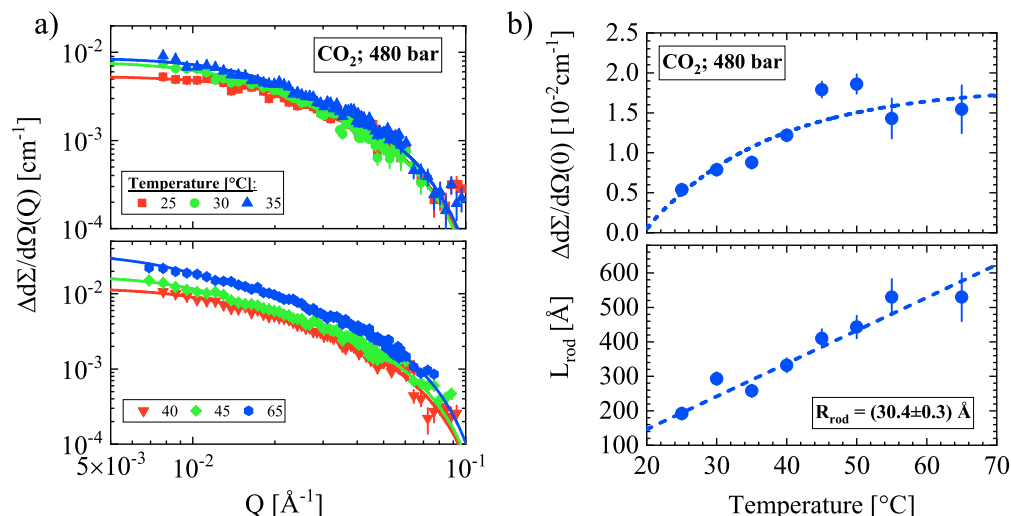 a)
CO₂; 480 bar
10⁻²
10⁻³
10⁻⁴
Temperature [°C]:
25 30 35
ΔdΣ/dΩ(Q) [cm⁻¹]
10⁻²
10⁻³
10⁻⁴
40 45 65
5×10⁻³ 10⁻² 10⁻¹
Q [Å⁻¹]
b)
CO₂; 480 bar
2.5
2.0
1.5
1.0
0.5
0.0
ΔdΣ/dΩ(0) [10⁻²cm⁻¹]
600
500
400
300
200
100
L_rod [Å]
R_rod = (30.4±0.3) Å
20 30 40 50 60 70
Temperature [°C]